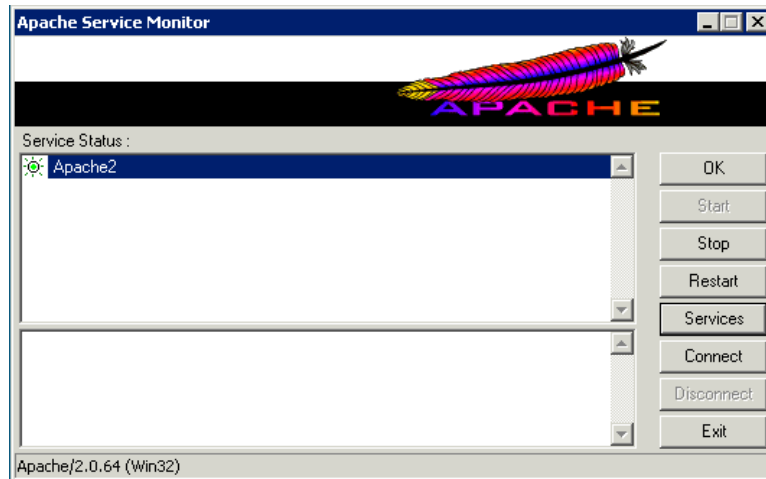 Apache Service Monitor
APACHE
Service Status :
Apache2
OK
Start
Stop
Restart
Services
Connect
Disconnect
Exit
Apache/2.0.64 (Win32)